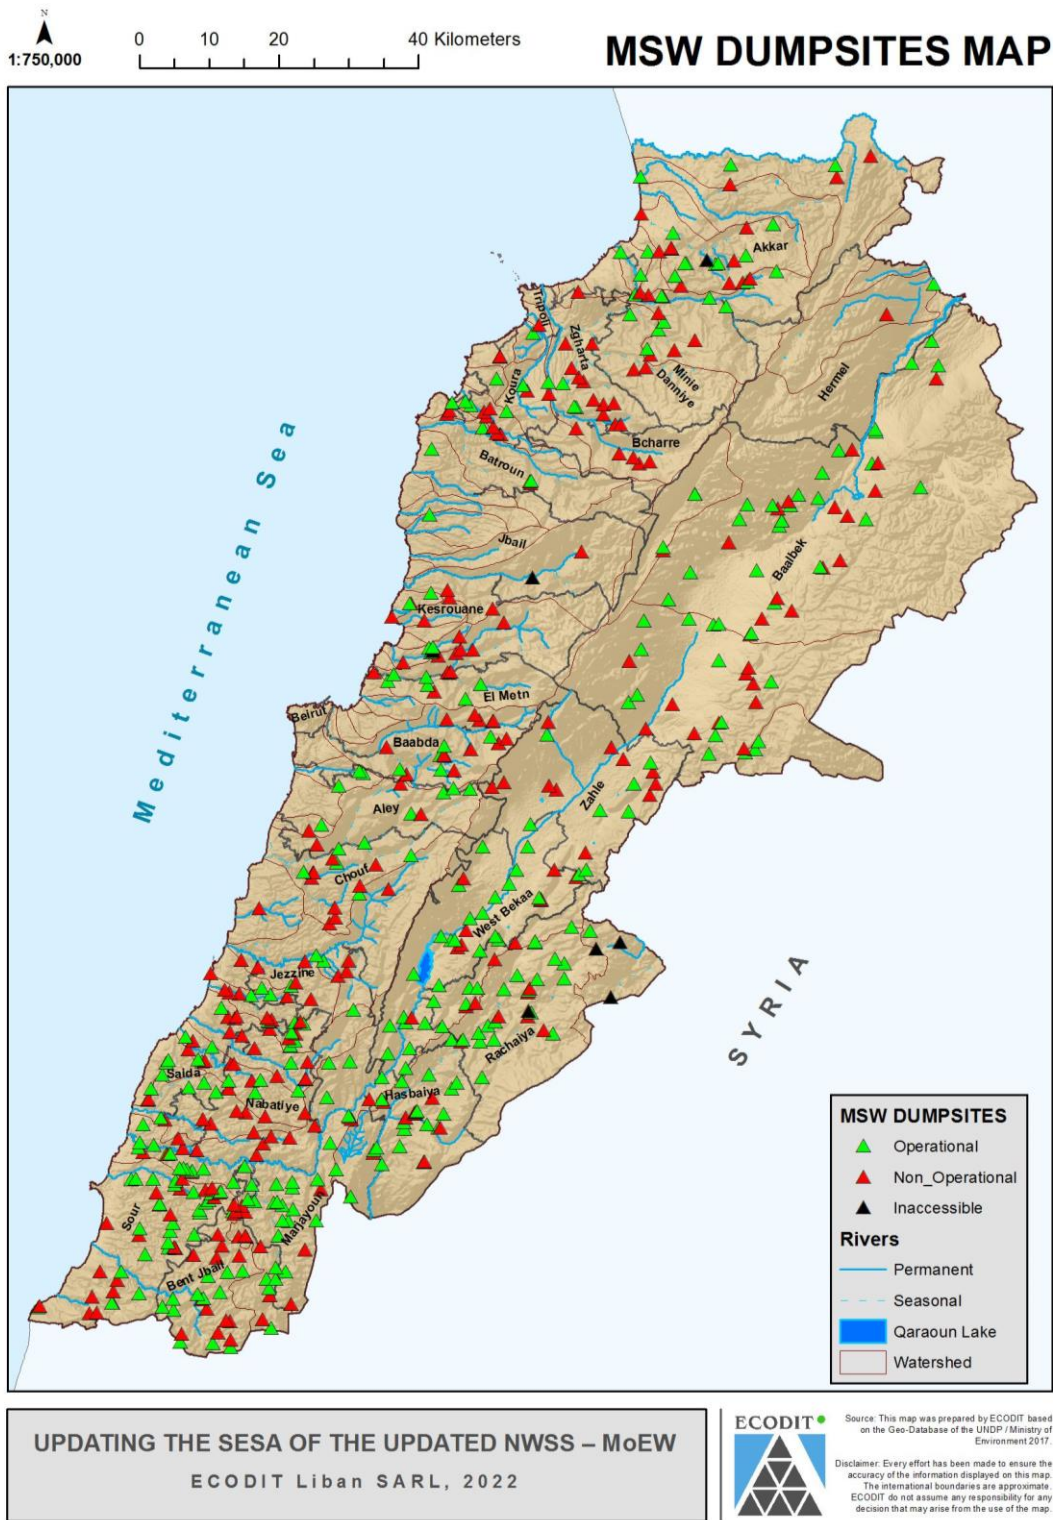 N
1:750,000
0 10 20 40 Kilometers
MSW DUMPSITES MAP
Akkar
Tripoli
Zgharta
Koura
Minie
Danniye
Hermel
Bcharre
Batroun
Jbail
Baalbek
Kesrouane
El Metn
Beirut
Baabda
Zahle
Aley
Chouf
West Bekaa
Jezzine
Rachaiya
Saida
Hasbaiya
Nabatiye
Sour
Marjayoun
Bent Jbail
Mediterranean Sea
SYRIA
MSW DUMPSITES
Operational
Non_Operational
Inaccessible
Rivers
Permanent
Seasonal
Qaraoun Lake
Watershed
UPDATING THE SESA OF THE UPDATED NWSS – MoEW
ECODIT Liban SARL, 2022
ECODIT
Source: This map was prepared by ECODIT based
on the Geo-Database of the UNDP / Ministry of
Environment 2017.
Disclaimer: Every effort has been made to ensure the
accuracy of the information displayed on this map.
The international boundaries are approximate.
ECODIT do not assume any responsibility for any
decision that may arise from the use of the map.